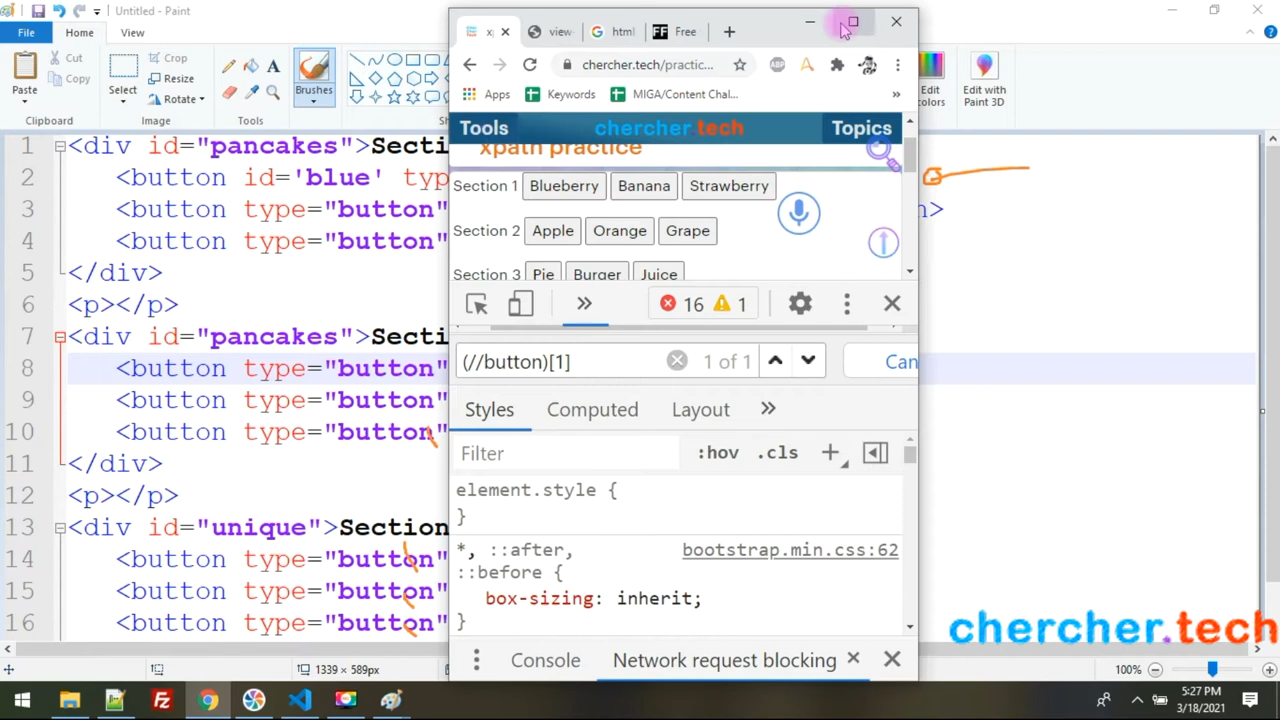 Untitled - Paint
File
Home
View
Paste
Cut
Copy
Clipboard
Select
Crop
Resize
Rotate
Image
Tools
Brushes
Shapes
Edit colors
Edit with Paint 3D
1 <div id="pancakes">Secti
2 <button id='blue' typ
3 <button type="button" n>
4 <button type="button"
5 </div>
6 <p></p>
7 <div id="pancakes">Secti
8 <button type="button"
9 <button type="button"
10 <button type="button"
11 </div>
12 <p></p>
13 <div id="unique">Section
14 <button type="button"
15 <button type="button"
16 <button type="button"
view-
html
Free
chercher.tech/practic...
ABP
Apps
Keywords
MIGA/Content Chal...
»
Tools
chercher.tech
Topics
xpath practice
Section 1 Blueberry Banana Strawberry
Section 2 Apple Orange Grape
Section 3 Pie Burger Juice
16 1
(//button)[1] 1 of 1 Can
Styles Computed Layout »
Filter :hov .cls +
element.style {
}
*, ::after, bootstrap.min.css:62
::before {
box-sizing: inherit;
}
Console Network request blocking
chercher.tech
1339 × 589px
100%
5:27 PM
3/18/2021